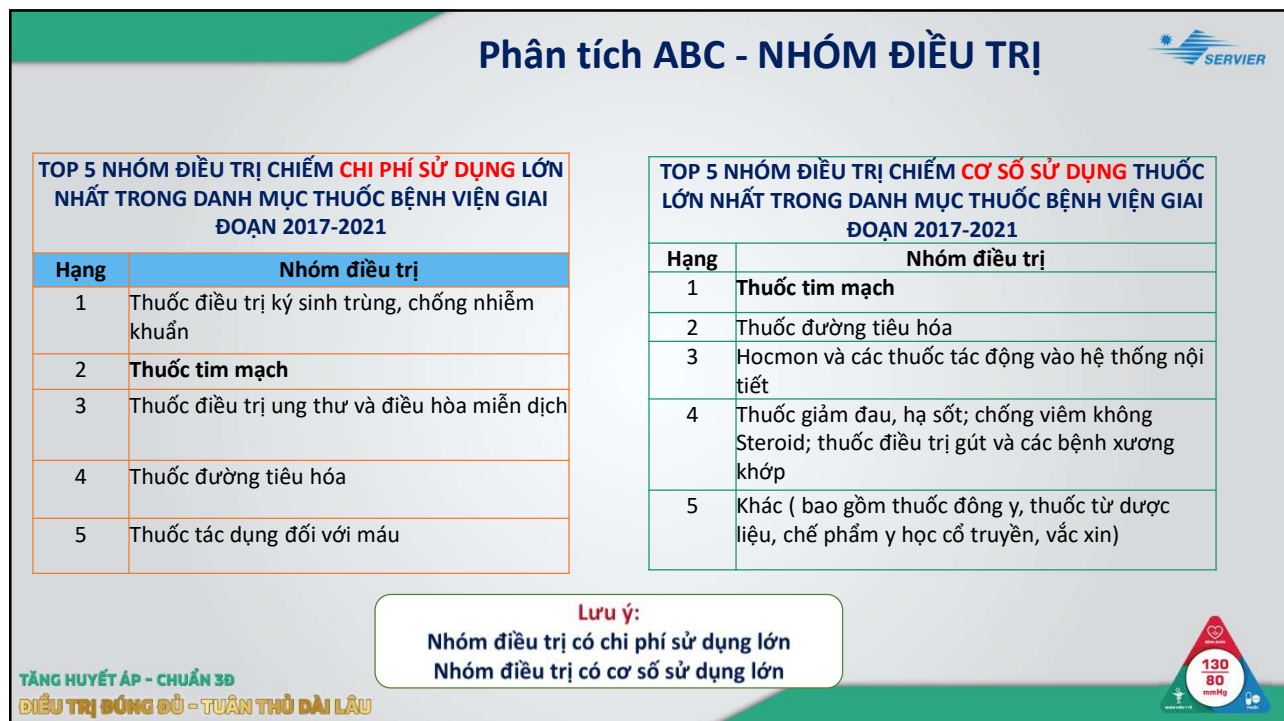 Phân tích ABC - NHÓM ĐIỀU TRỊ
SERVIER
TOP 5 NHÓM ĐIỀU TRỊ CHIẾM CHI PHÍ SỬ DỤNG LỚN
NHẤT TRONG DANH MỤC THUỐC BỆNH VIỆN GIAI
ĐOẠN 2017-2021
Hạng Nhóm điều trị
1 Thuốc điều trị ký sinh trùng, chống nhiễm
khuẩn
2 Thuốc tim mạch
3 Thuốc điều trị ung thư và điều hòa miễn dịch
4 Thuốc đường tiêu hóa
5 Thuốc tác dụng đối với máu
TOP 5 NHÓM ĐIỀU TRỊ CHIẾM CƠ SỐ SỬ DỤNG THUỐC
LỚN NHẤT TRONG DANH MỤC THUỐC BỆNH VIỆN GIAI
ĐOẠN 2017-2021
Hạng Nhóm điều trị
1 Thuốc tim mạch
2 Thuốc đường tiêu hóa
3 Hocmon và các thuốc tác động vào hệ thống nội
tiết
4 Thuốc giảm đau, hạ sốt; chống viêm không
Steroid; thuốc điều trị gút và các bệnh xương
khớp
5 Khác ( bao gồm thuốc đông y, thuốc từ dược
liệu, chế phẩm y học cổ truyền, vắc xin)
Lưu ý:
Nhóm điều trị có chi phí sử dụng lớn
Nhóm điều trị có cơ số sử dụng lớn
TĂNG HUYẾT ÁP - CHUẨN 3Đ
ĐIỀU TRỊ ĐÚNG ĐỦ - TUÂN THỦ DÀI LÂU
BỆNH NHÂN
130
80
mmHg
NHÂN VIÊN Y TẾ
THUỐC